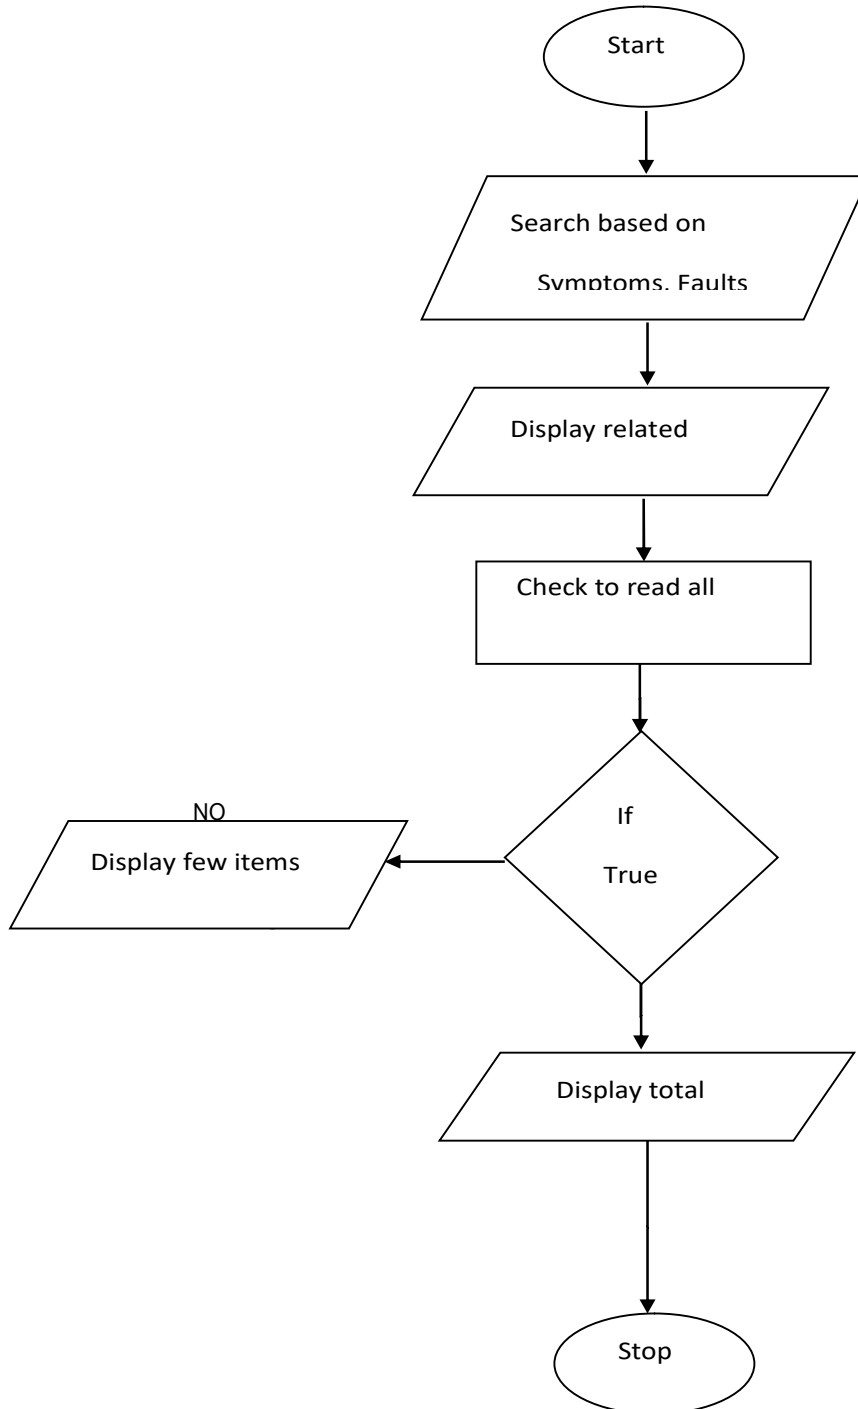 Start
Search based on
Symptoms, Faults
Display related
Check to read all
If
True
NO
Display few items
Display total
Stop